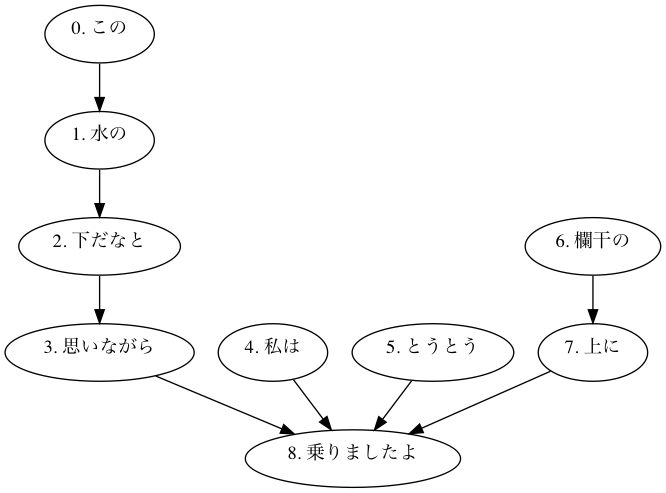 0. この
1. 水の
2. 下だなと
6. 欄干の
3. 思いながら
4. 私は
5. とうとう
7. 上に
8. 乗りましたよ